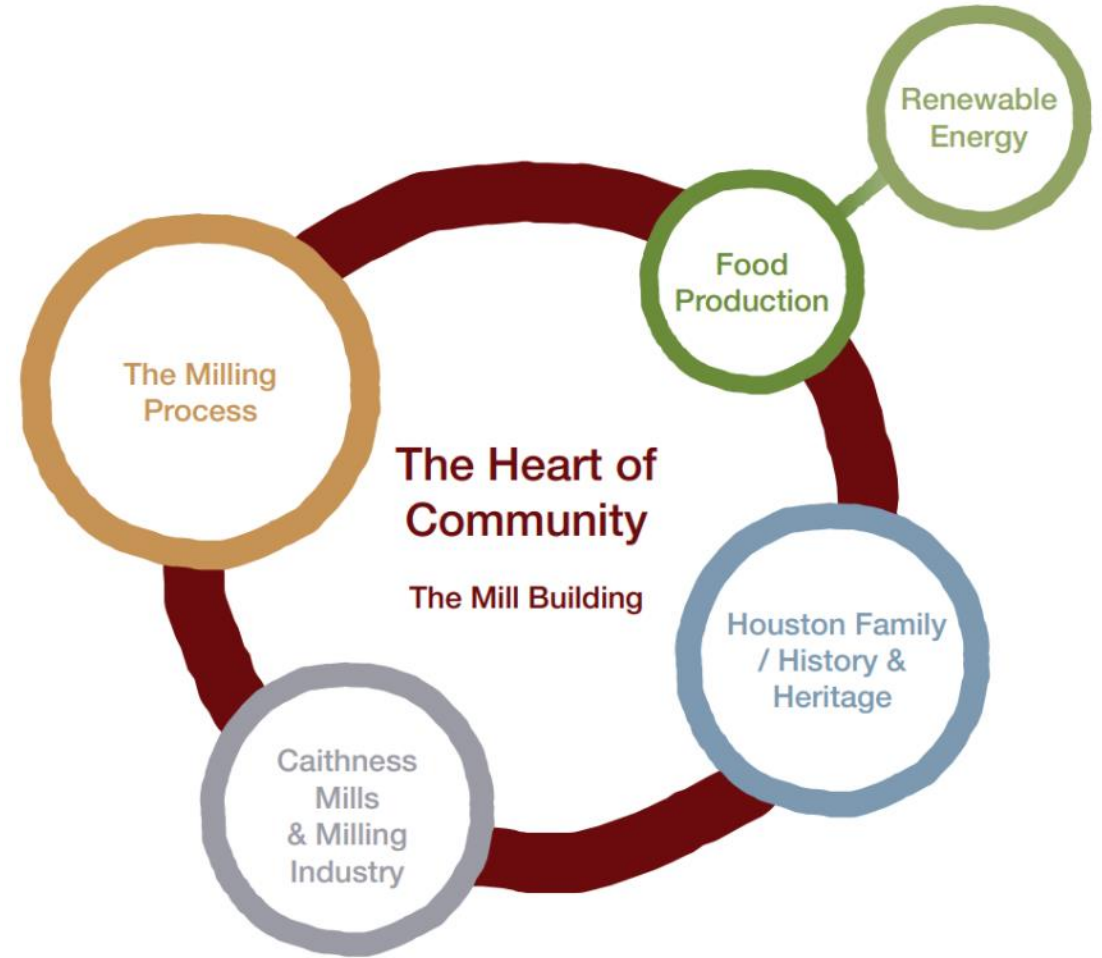 Renewable
Energy
Food
Production
The Milling
Process
The Heart of
Community
The Mill Building
Houston Family
/ History &
Heritage
Caithness
Mills
& Milling
Industry